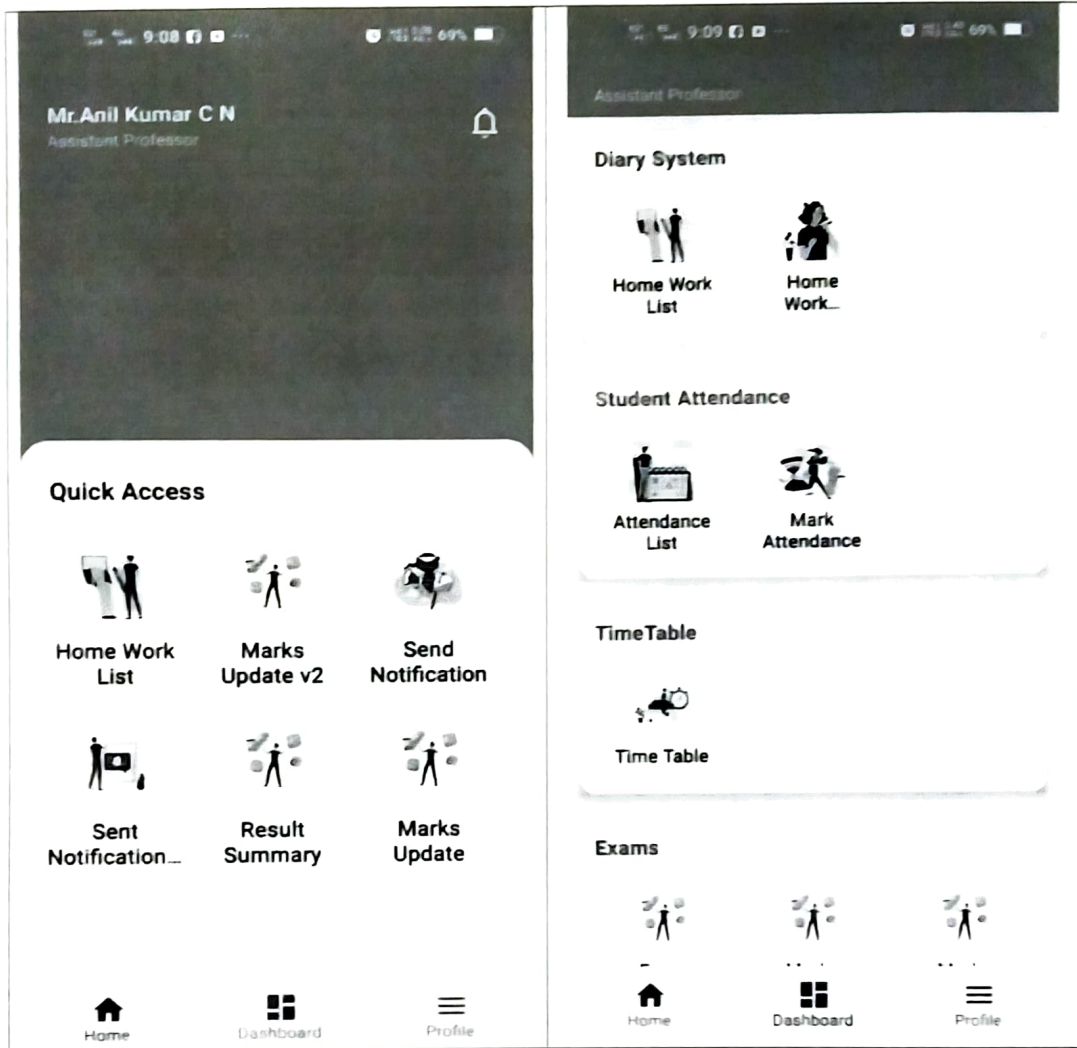 9:08
69%
Mr.Anil Kumar C N
Assistant Professor
Quick Access
Home Work
List
Marks
Update v2
Send
Notification
Sent
Notification...
Result
Summary
Marks
Update
Home
Dashboard
Profile
9:09
69%
Assistant Professor
Diary System
Home Work
List
Home
Work...
Student Attendance
Attendance
List
Mark
Attendance
TimeTable
Time Table
Exams
Home
Dashboard
Profile